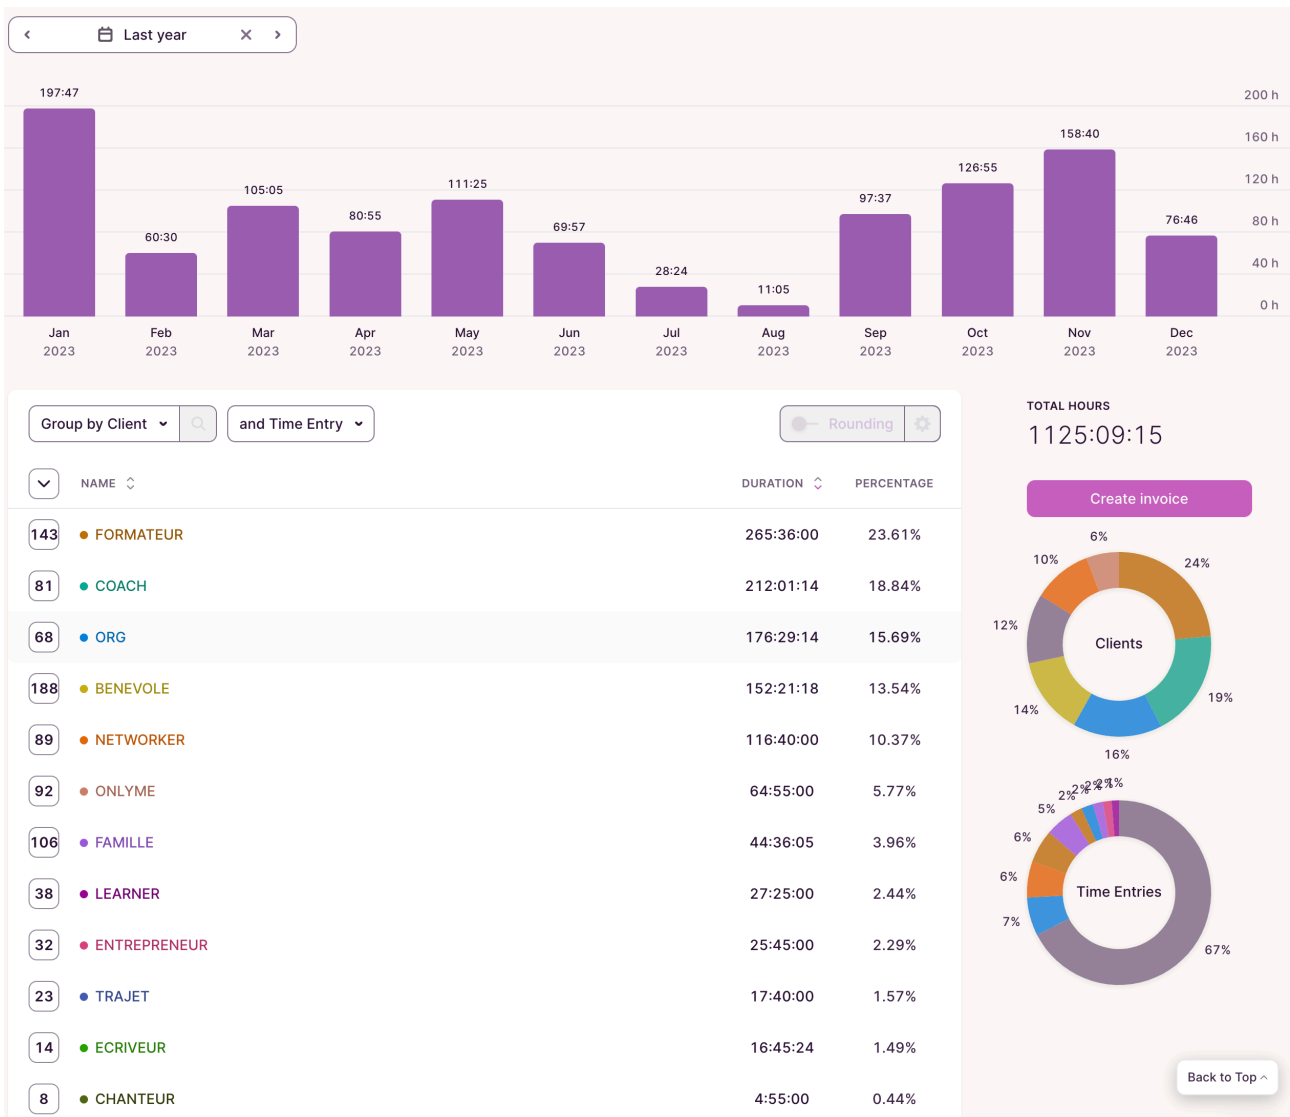 Last year
197:47
60:30
105:05
80:55
111:25
69:57
28:24
11:05
97:37
126:55
158:40
76:46
200 h
160 h
120 h
80 h
40 h
0 h
Jan Feb Mar Apr May Jun Jul Aug Sep Oct Nov Dec
2023 2023 2023 2023 2023 2023 2023 2023 2023 2023 2023 2023
Group by Client and Time Entry Rounding
NAME DURATION PERCENTAGE
143 FORMATEUR 265:36:00 23.61%
81 COACH 212:01:14 18.84%
68 ORG 176:29:14 15.69%
188 BENEVOLE 152:21:18 13.54%
89 NETWORKER 116:40:00 10.37%
92 ONLYME 64:55:00 5.77%
106 FAMILLE 44:36:05 3.96%
38 LEARNER 27:25:00 2.44%
32 ENTREPRENEUR 25:45:00 2.29%
23 TRAJET 17:40:00 1.57%
14 ECRIVEUR 16:45:24 1.49%
8 CHANTEUR 4:55:00 0.44%
TOTAL HOURS
1125:09:15
Create invoice
6%
10%
24%
12%
Clients
19%
14%
16%
2% 2% 2% 2% 1%
5%
6%
6%
Time Entries
7%
67%
Back to Top